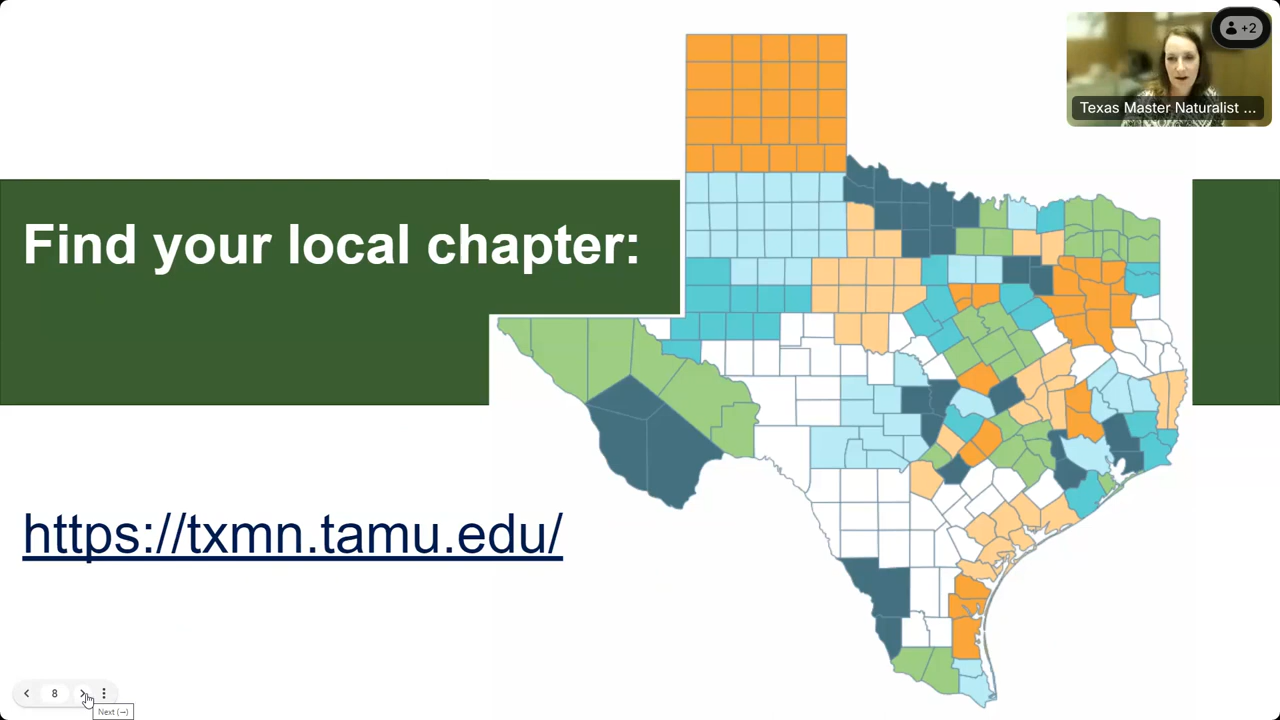 +2
Texas Master Naturalist ...
Find your local chapter:
https://txmn.tamu.edu/
8
Next (→)